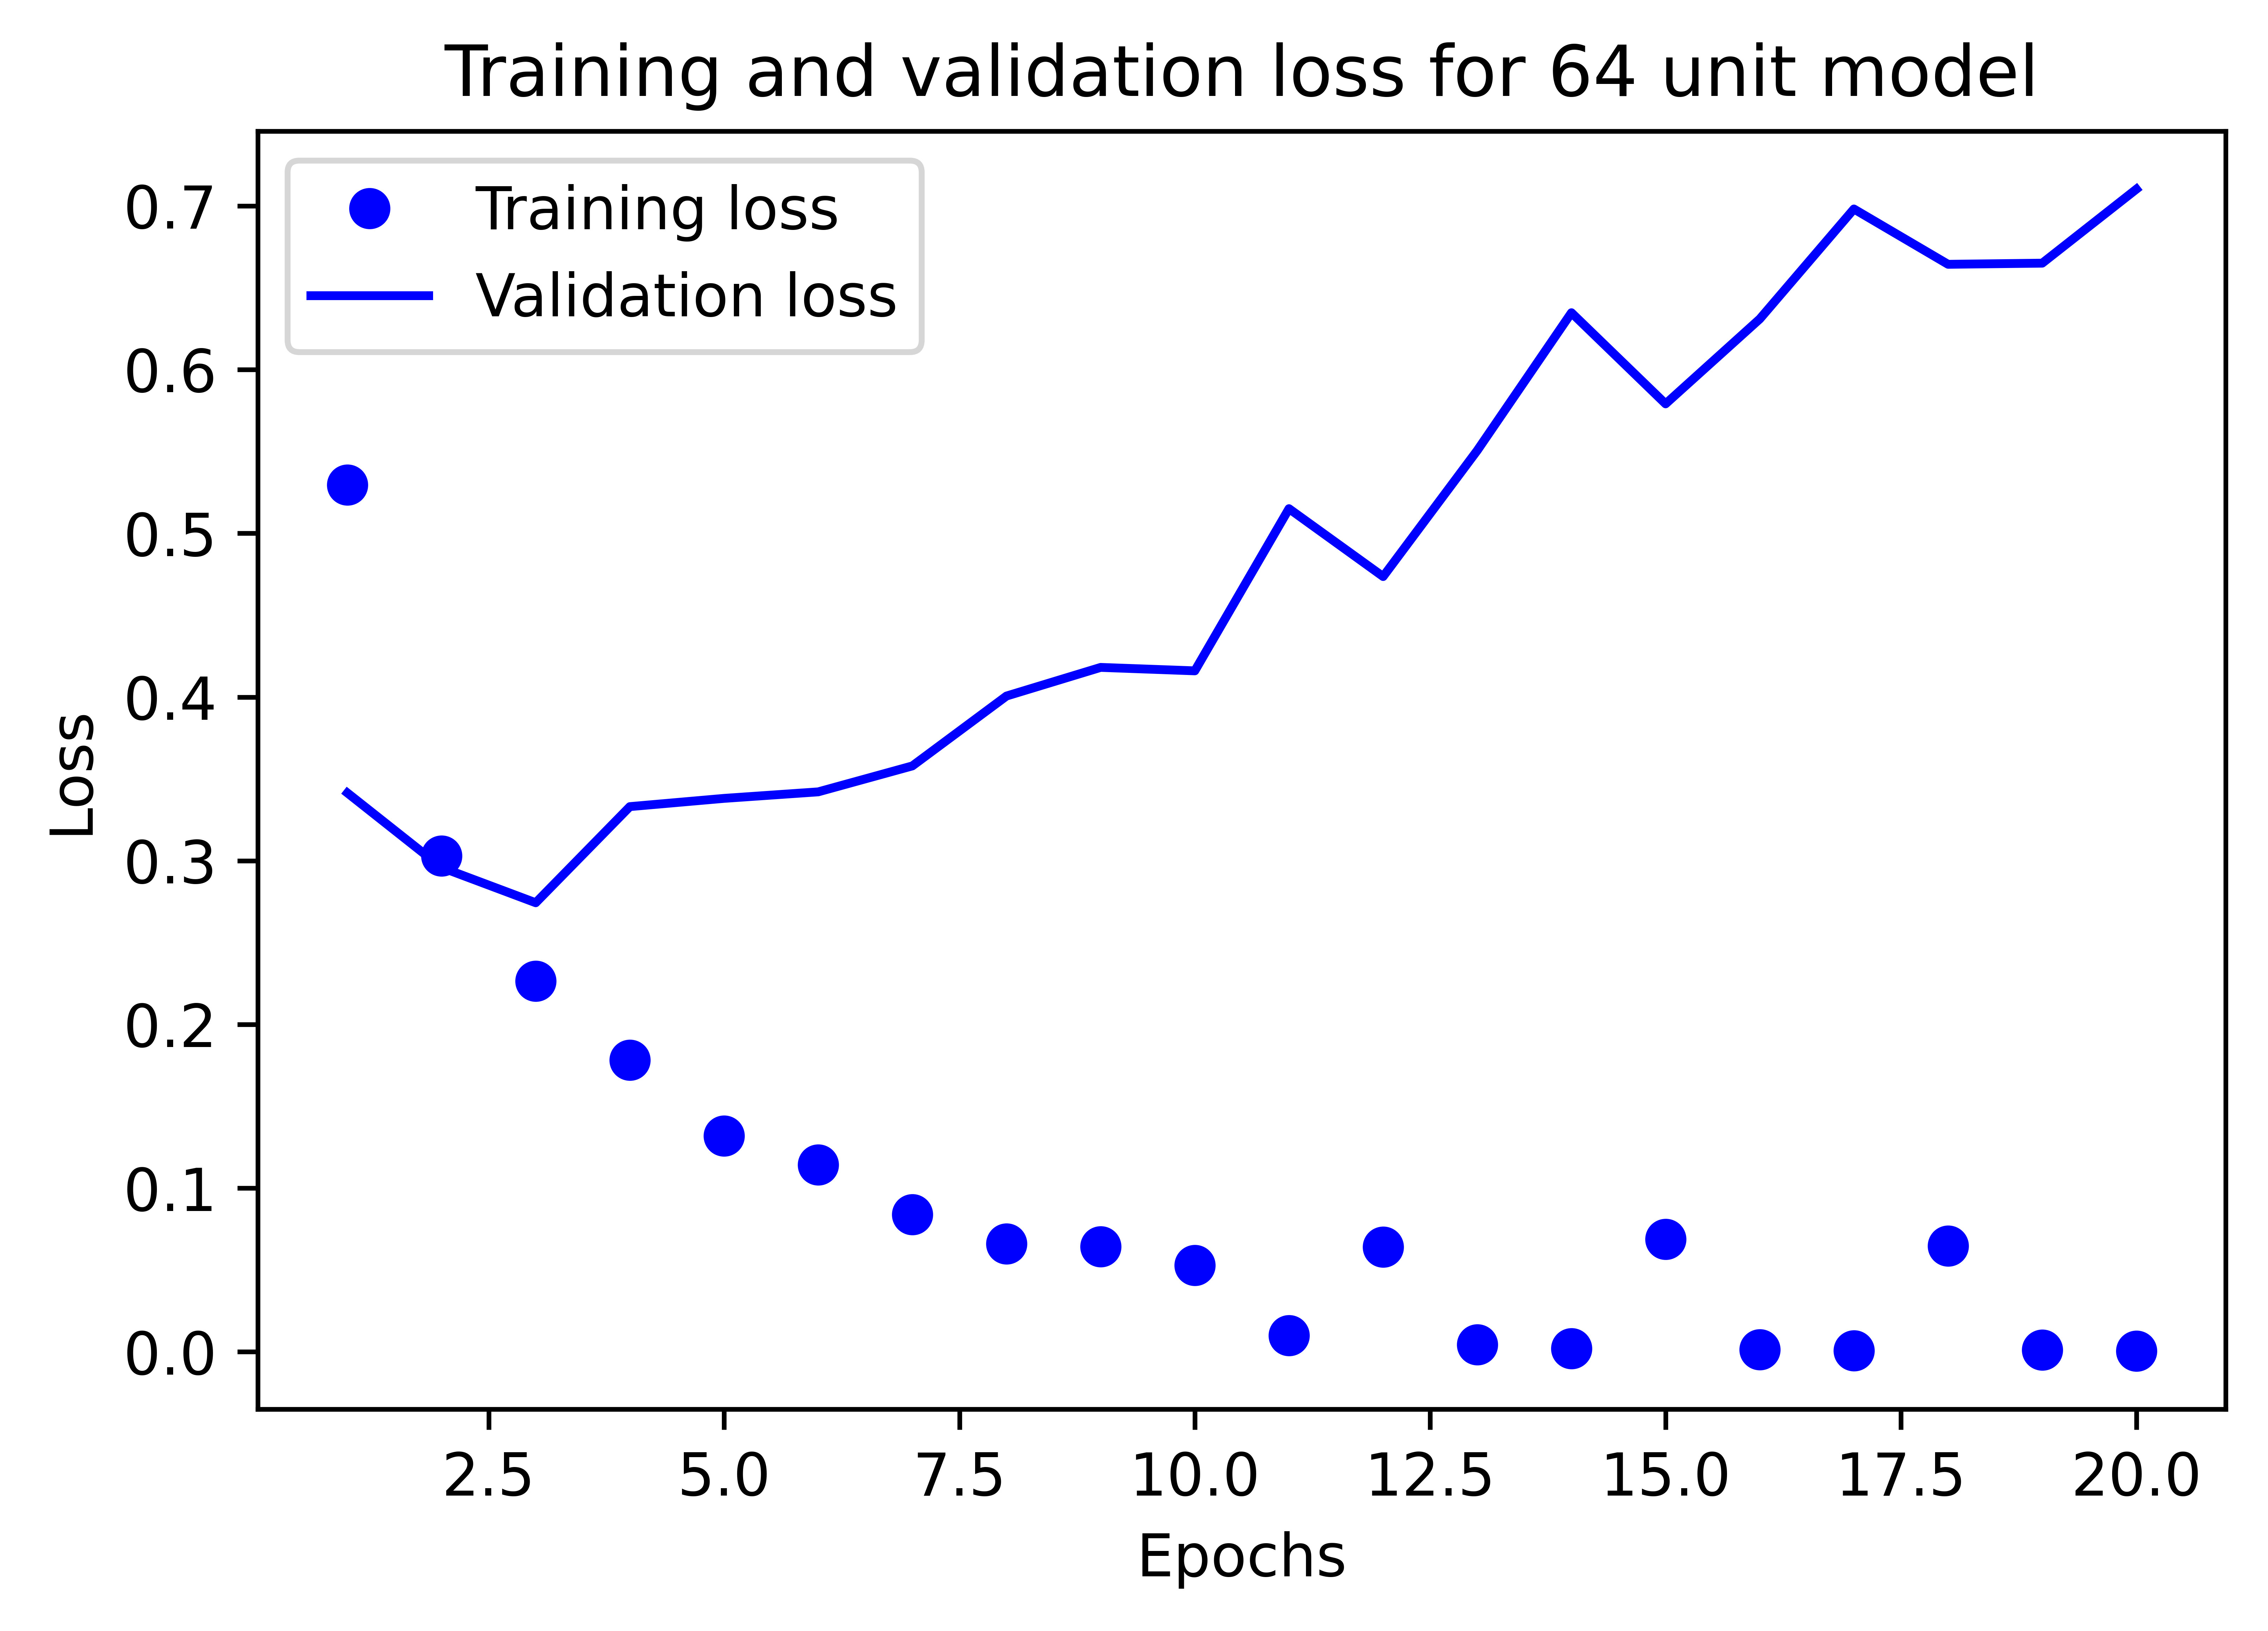 Training and validation loss for 64 unit model
Training loss
Validation loss
0.7
0.6
0.5
0.4
0.3
0.2
0.1
0.0
Loss
2.5 5.0 7.5 10.0 12.5 15.0 17.5 20.0
Epochs